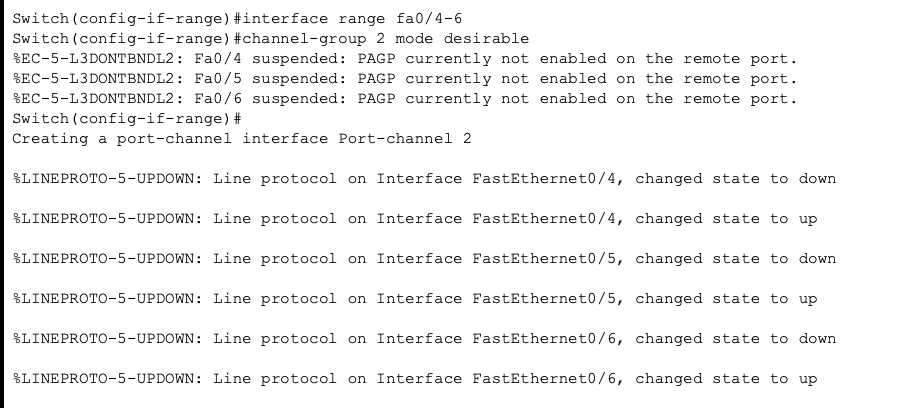 Switch(config-if-range)#interface range fa0/4-6
Switch(config-if-range)#channel-group 2 mode desirable
%EC-5-L3DONTBNDL2: Fa0/4 suspended: PAGP currently not enabled on the remote port.
%EC-5-L3DONTBNDL2: Fa0/5 suspended: PAGP currently not enabled on the remote port.
%EC-5-L3DONTBNDL2: Fa0/6 suspended: PAGP currently not enabled on the remote port.
Switch(config-if-range)#
Creating a port-channel interface Port-channel 2
%LINEPROTO-5-UPDOWN: Line protocol on Interface FastEthernet0/4, changed state to down
%LINEPROTO-5-UPDOWN: Line protocol on Interface FastEthernet0/4, changed state to up
%LINEPROTO-5-UPDOWN: Line protocol on Interface FastEthernet0/5, changed state to down
%LINEPROTO-5-UPDOWN: Line protocol on Interface FastEthernet0/5, changed state to up
%LINEPROTO-5-UPDOWN: Line protocol on Interface FastEthernet0/6, changed state to down
%LINEPROTO-5-UPDOWN: Line protocol on Interface FastEthernet0/6, changed state to up